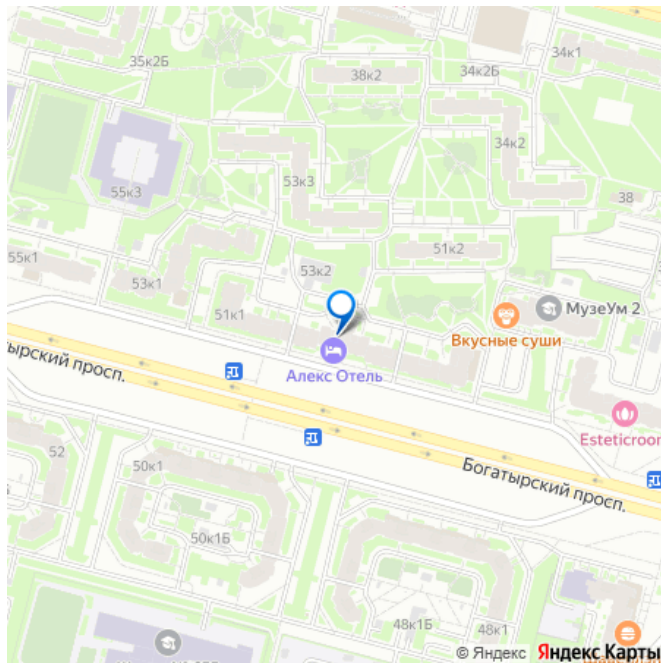 34к1
35к2Б
38к2
34к2Б
34к2
55к3
53к3
38
51к2
55к1
53к2
53к1
51к1
МузеУм 2
Вкусные суши
Алекс Отель
тырский просп.
Esteticroom
52
50к1
Богатырский просп.
50к1Б
48к1Б
48к1
© Яндекс Яндекс Карты